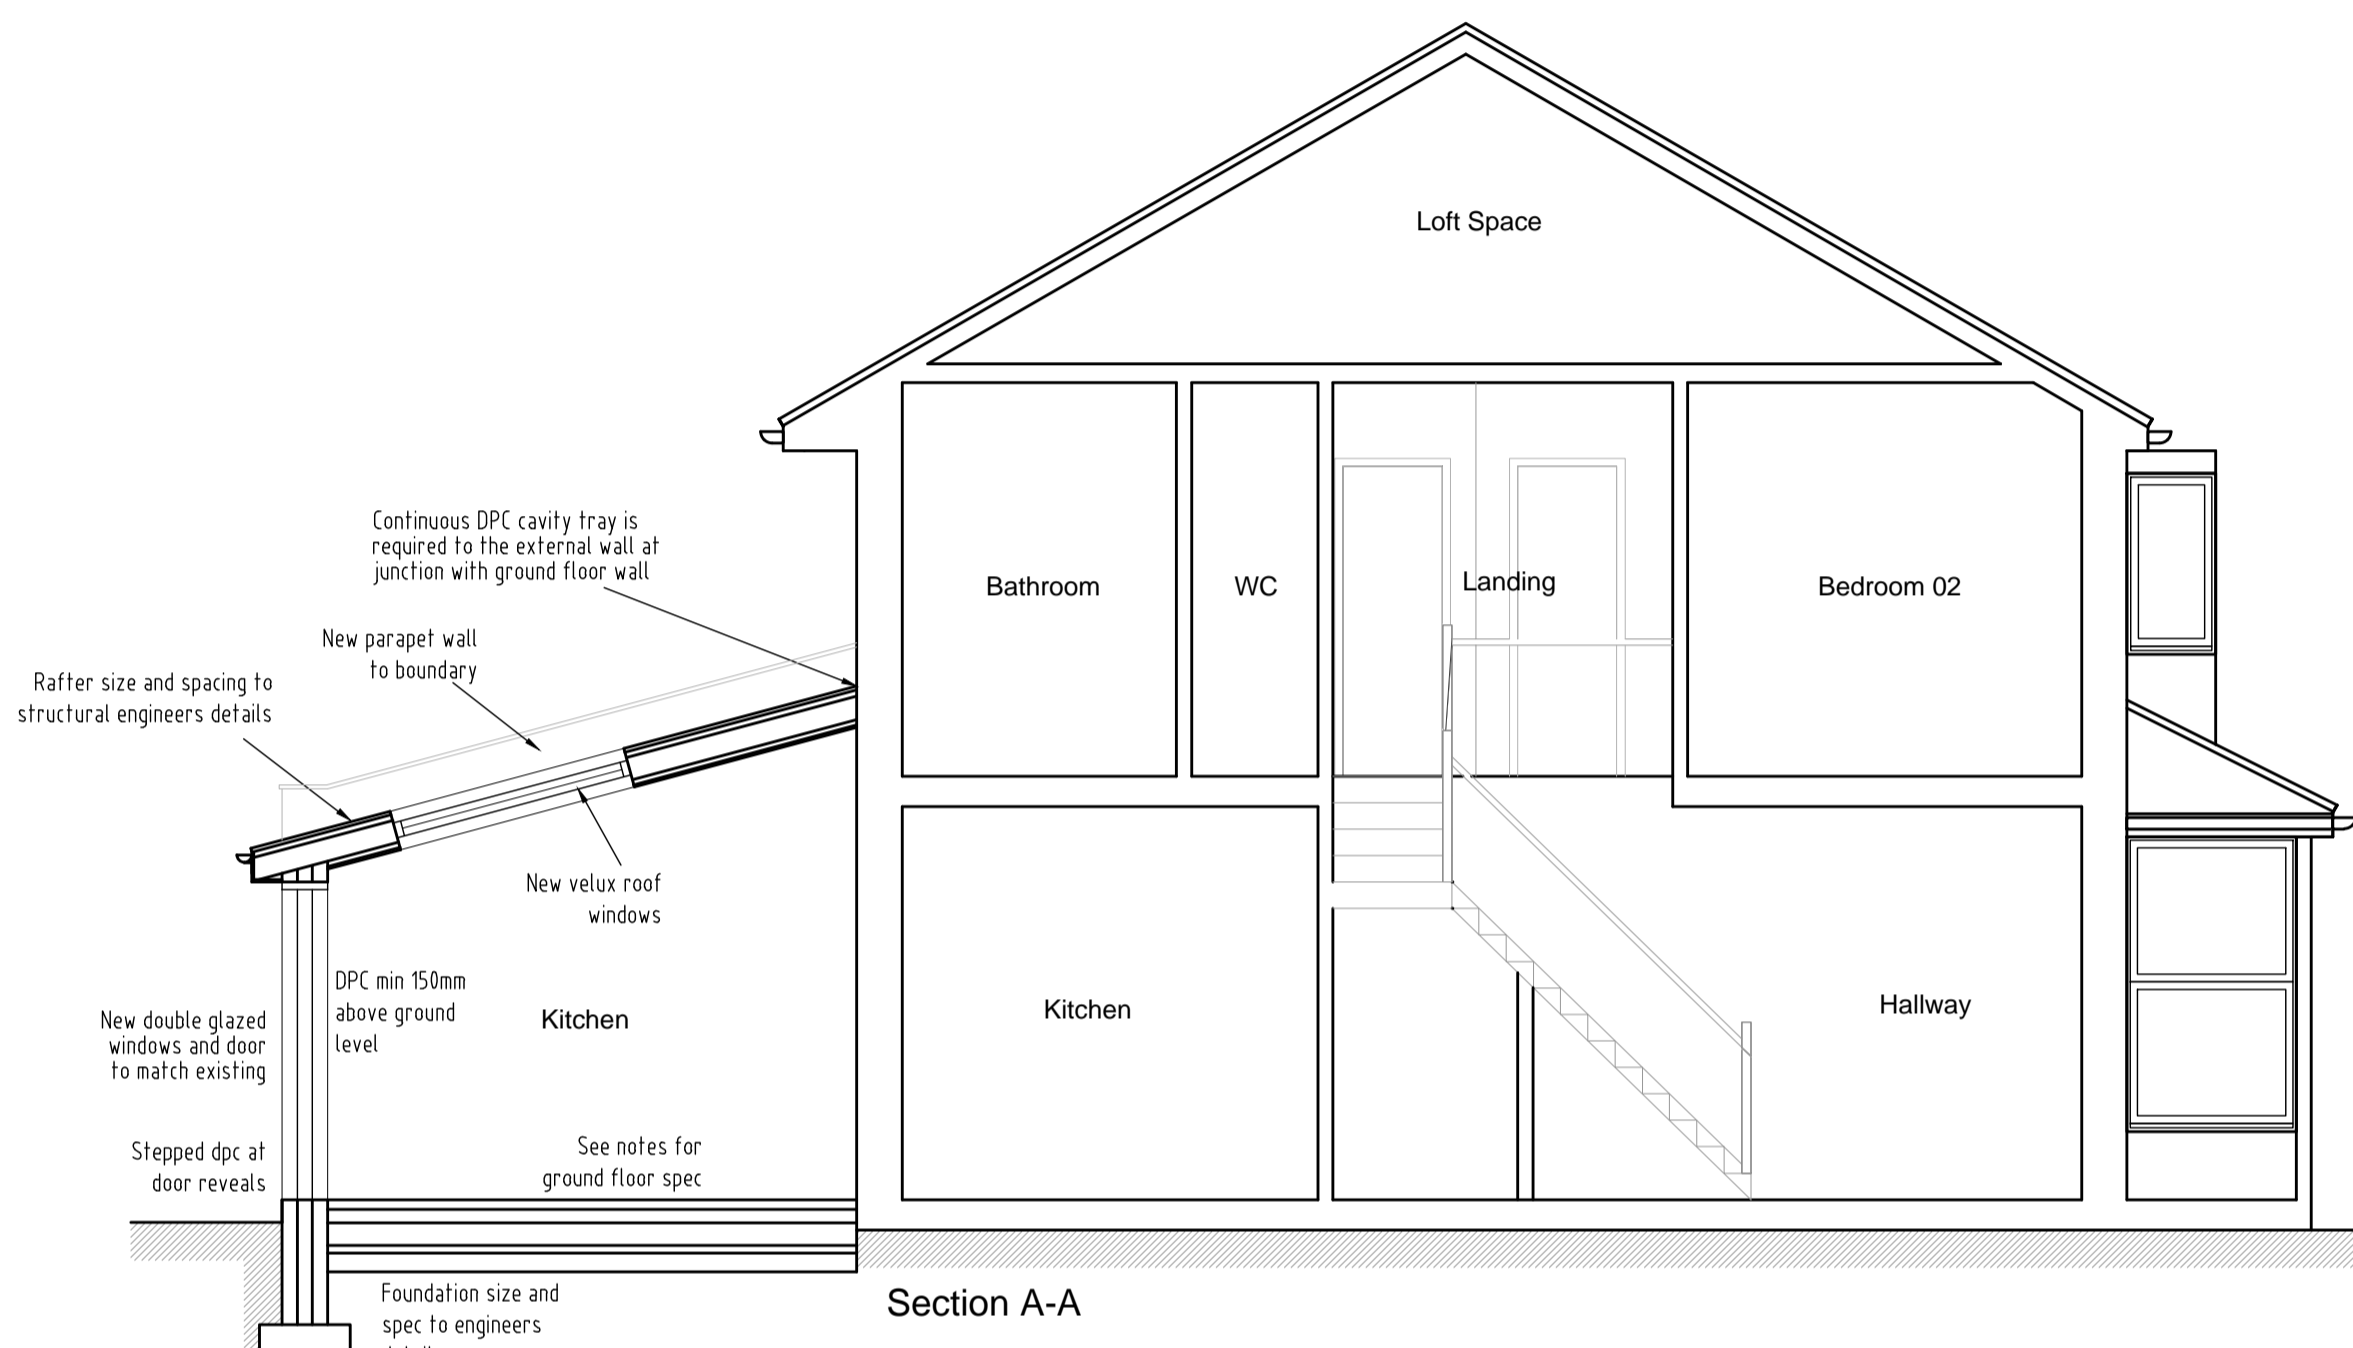 Loft Space
Continuous DPC cavity tray is
required to the external wall at
junction with ground floor wall
Bathroom
WC
Landing
Bedroom 02
New parapet wall
to boundary
Rafter size and spacing to
structural engineers details
New velux roof
windows
DPC min 150mm
above ground
level
Kitchen
Kitchen
Hallway
New double glazed
windows and door
to match existing
Stepped dpc at
door reveals
See notes for
ground floor spec
Foundation size and
spec to engineers
Section A-A